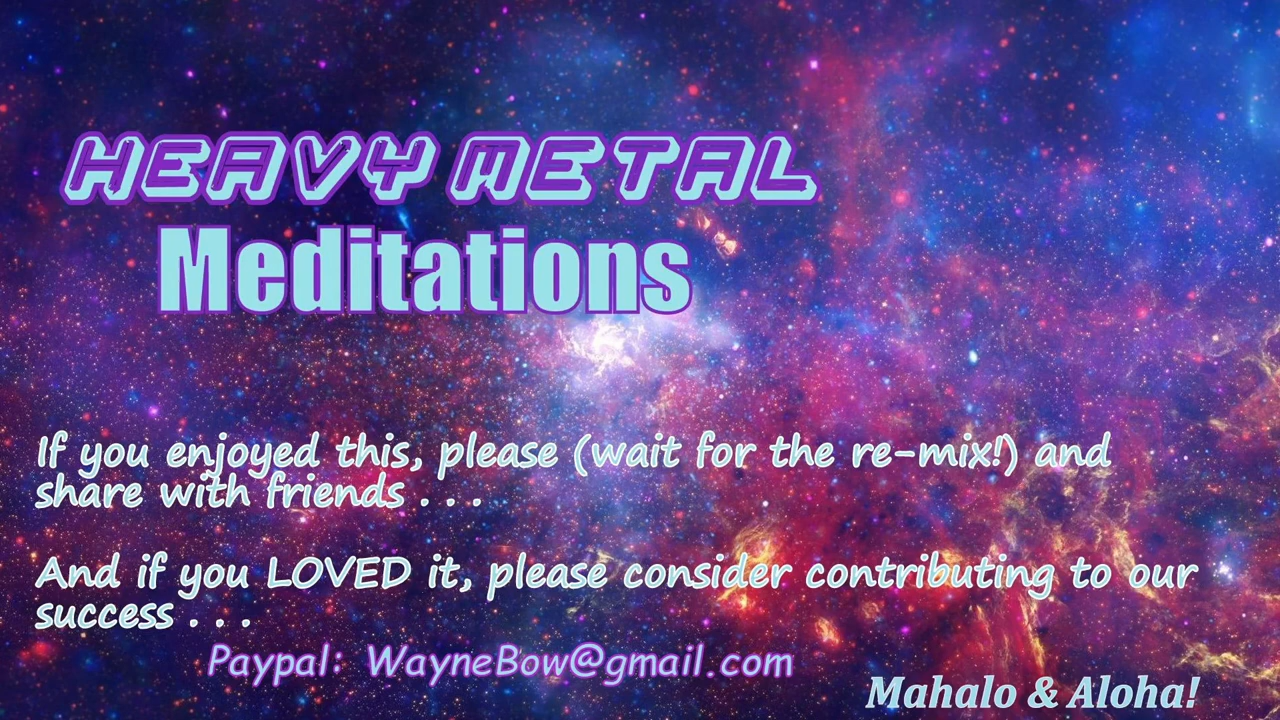 HEAVY METAL
Meditations
If you enjoyed this, please (wait for the re-mix!) and
share with friends . . .
And if you LOVED it, please consider contributing to our
success . . .
Paypal: WayneBow@gmail.com
Mahalo & Aloha!